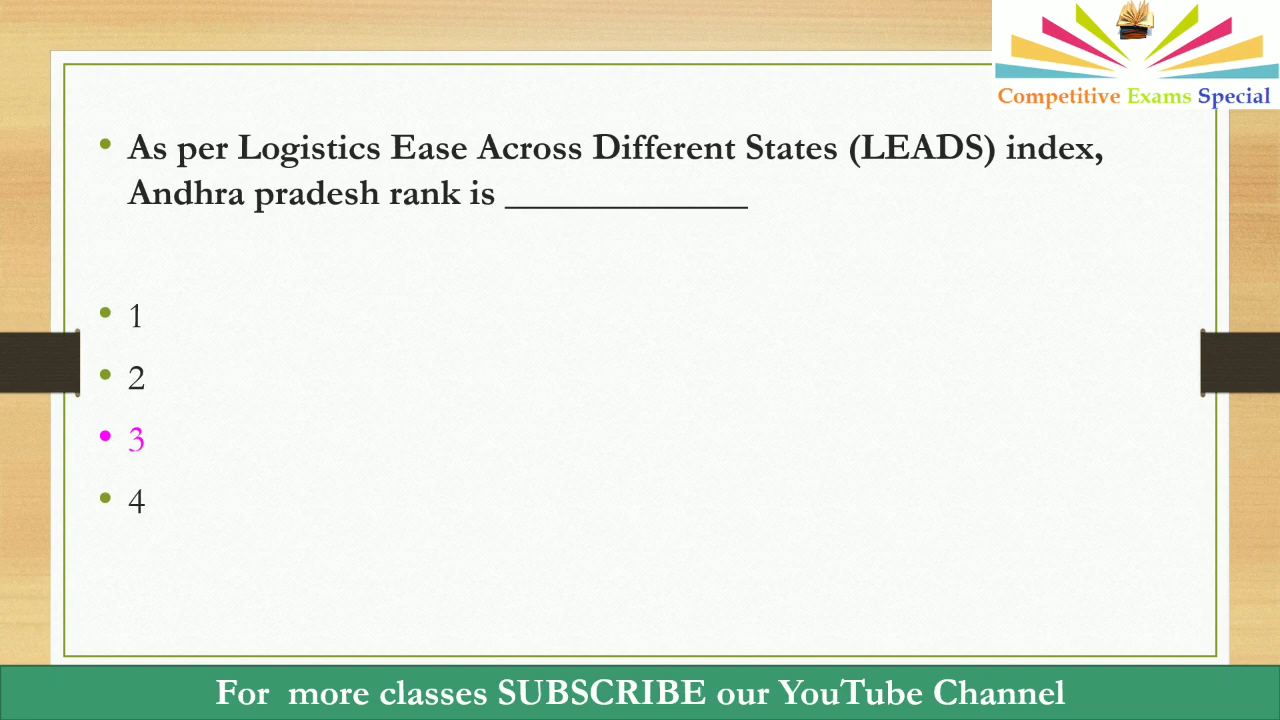 Competitive Exams Special
As per Logistics Ease Across Different States (LEADS) index,
Andhra pradesh rank is ______________
1
2
3
4
For more classes SUBSCRIBE our YouTube Channel